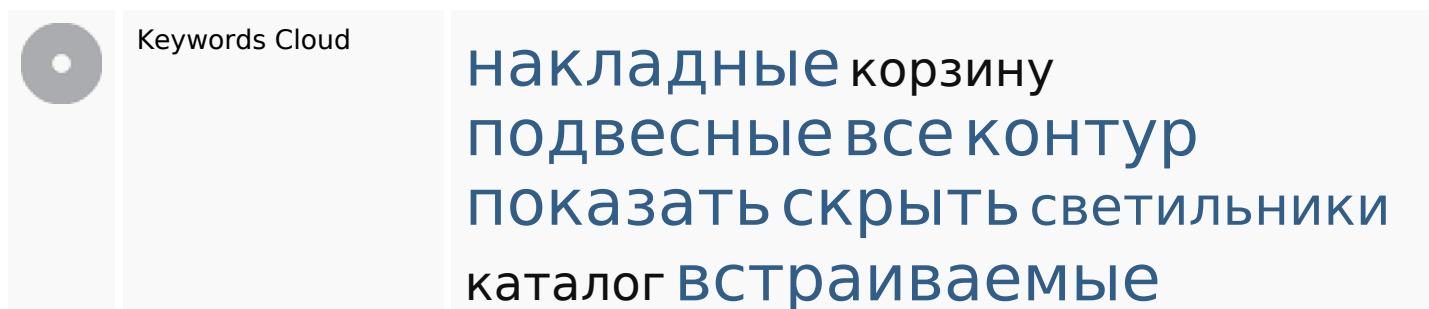 Keywords Cloud
накладные корзину
подвесные все контур
показать скрыть светильники
каталог встраиваемые